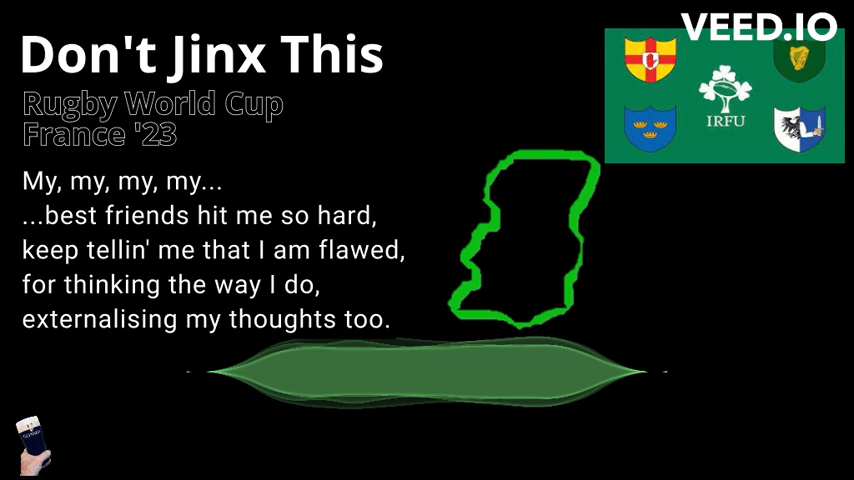 VEED.IO
Don't Jinx This
Rugby World Cup
France '23
IRFU
My, my, my, my...
...best friends hit me so hard,
keep tellin' me that I am flawed,
for thinking the way I do,
externalising my thoughts too.